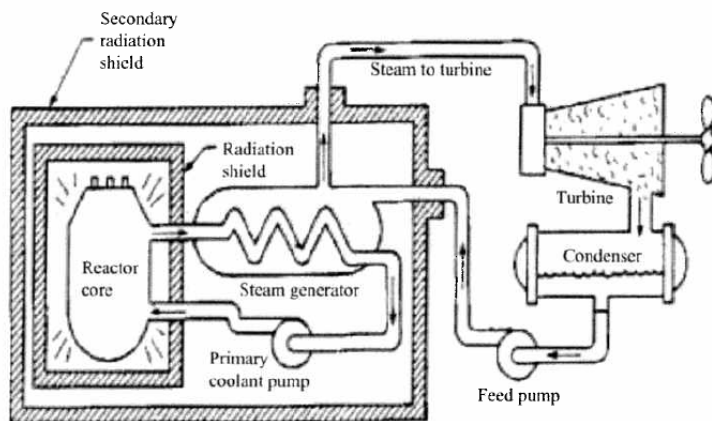 Secondary
radiation
shield
Steam to turbine
Radiation
shield
Turbine
Reactor
core
Steam generator
Condenser
Primary
coolant pump
Feed pump